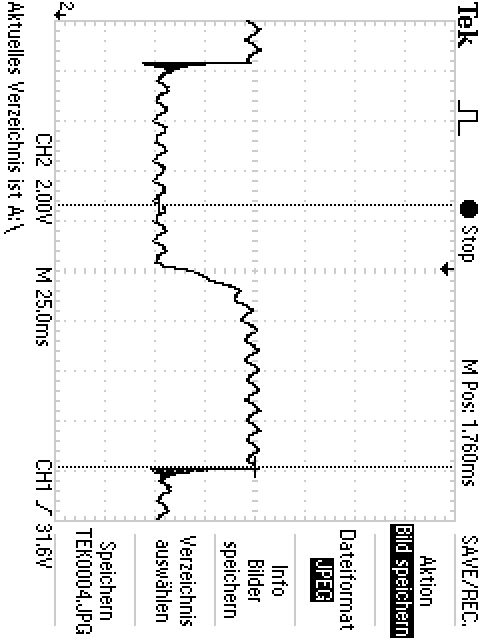 Tek
Stop
M Pos: 1.760ms
SAVE/REC.
Aktion
Bild speichern
Dateiformat
JPEG
Info
Bilder
speichern
Verzeichnis
auswählen
Speichern
TEK0004.JPG
2
CH2 2.00V
M 25.0ms
CH1 / 31.6V
Aktuelles Verzeichnis ist A:\